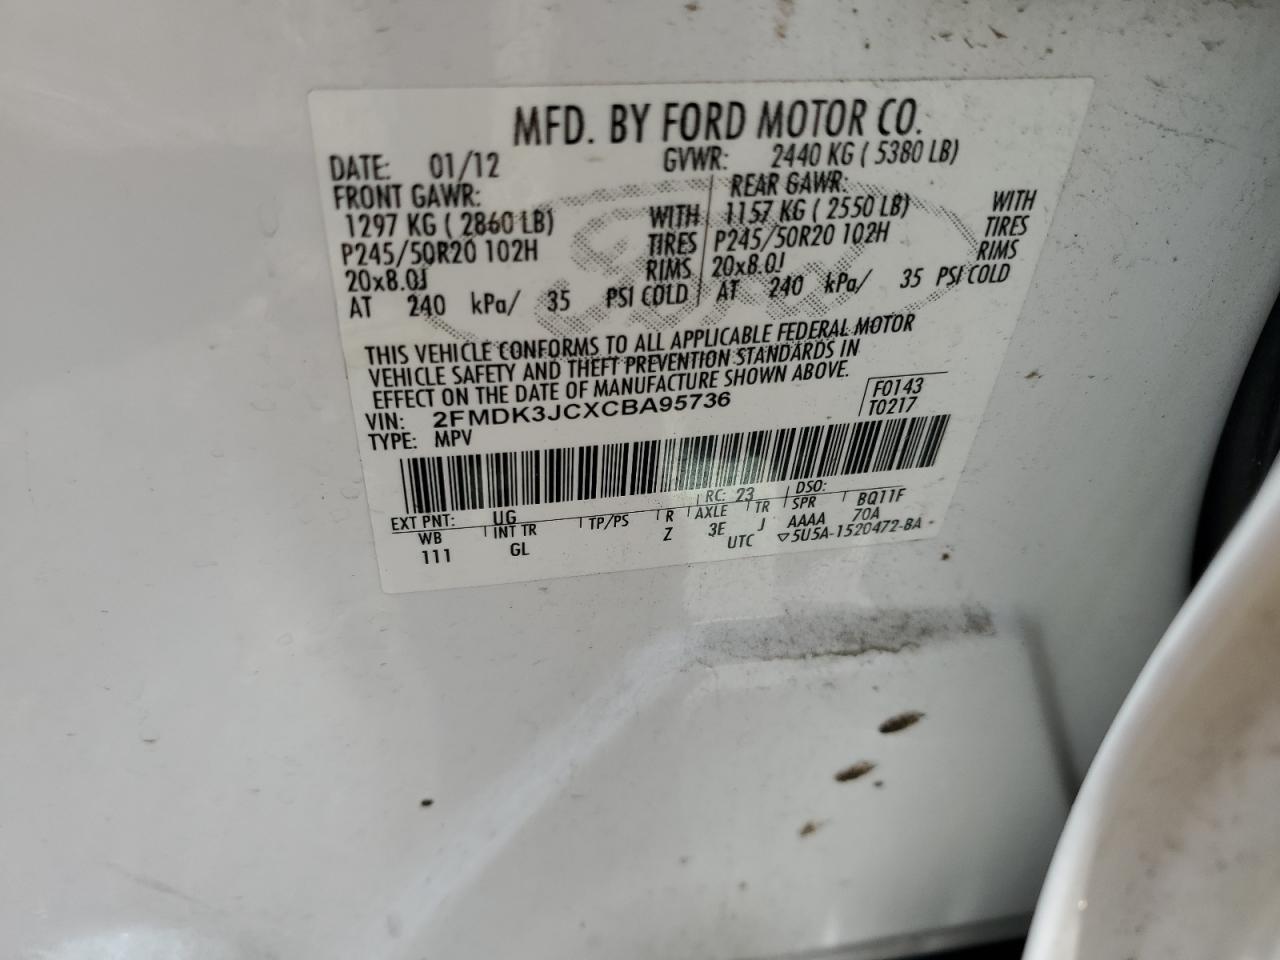 MFD. BY FORD MOTOR CO.
DATE: 01/12 GVWR: 2440 KG ( 5380 LB)
FRONT GAWR: REAR GAWR:
1297 KG ( 2860 LB) WITH 1157 KG ( 2550 LB) WITH
P245/50R20 102H TIRES P245/50R20 102H TIRES
20x8.0J RIMS 20x8.0J RIMS
AT 240 kPa/ 35 PSI COLD AT 240 kPa/ 35 PSI COLD
THIS VEHICLE CONFORMS TO ALL APPLICABLE FEDERAL MOTOR
VEHICLE SAFETY AND THEFT PREVENTION STANDARDS IN
EFFECT ON THE DATE OF MANUFACTURE SHOWN ABOVE.
VIN: 2FMDK3JCXCBA95736 F0143
TYPE: MPV T0217
EXT PNT: UG RC: 23 DSO:
WB INT TR TP/PS R AXLE TR SPR BQ11F
111 GL Z 3E J AAAA 70A
UTC ▽5U5A-1520472-BA